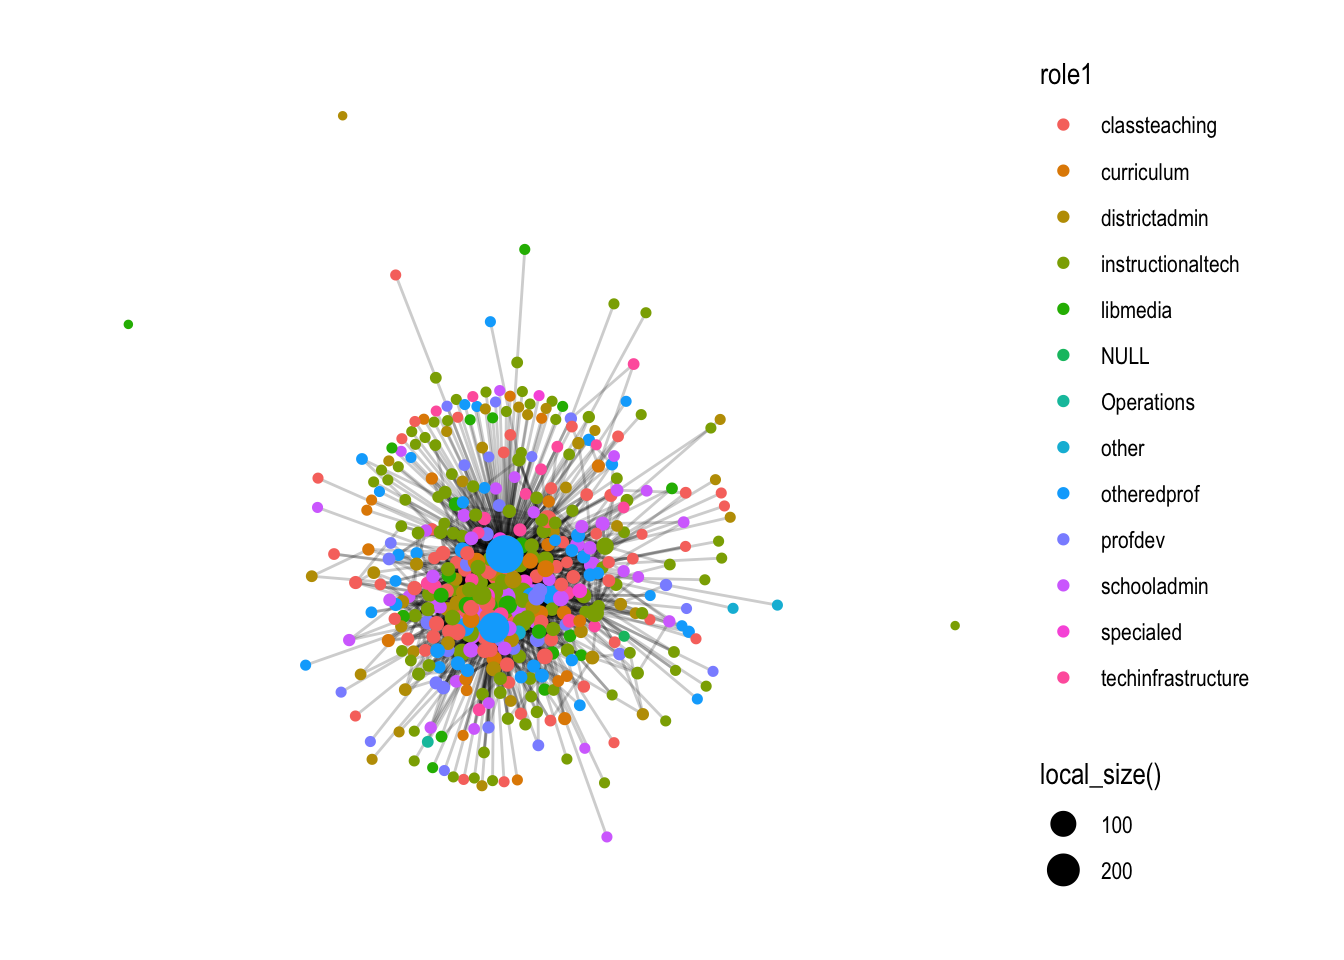 role1
classteaching
curriculum
districtadmin
instructionaltech
libmedia
NULL
Operations
other
otheredprof
profdev
schooladmin
specialed
techinfrastructure
local_size()
100
200